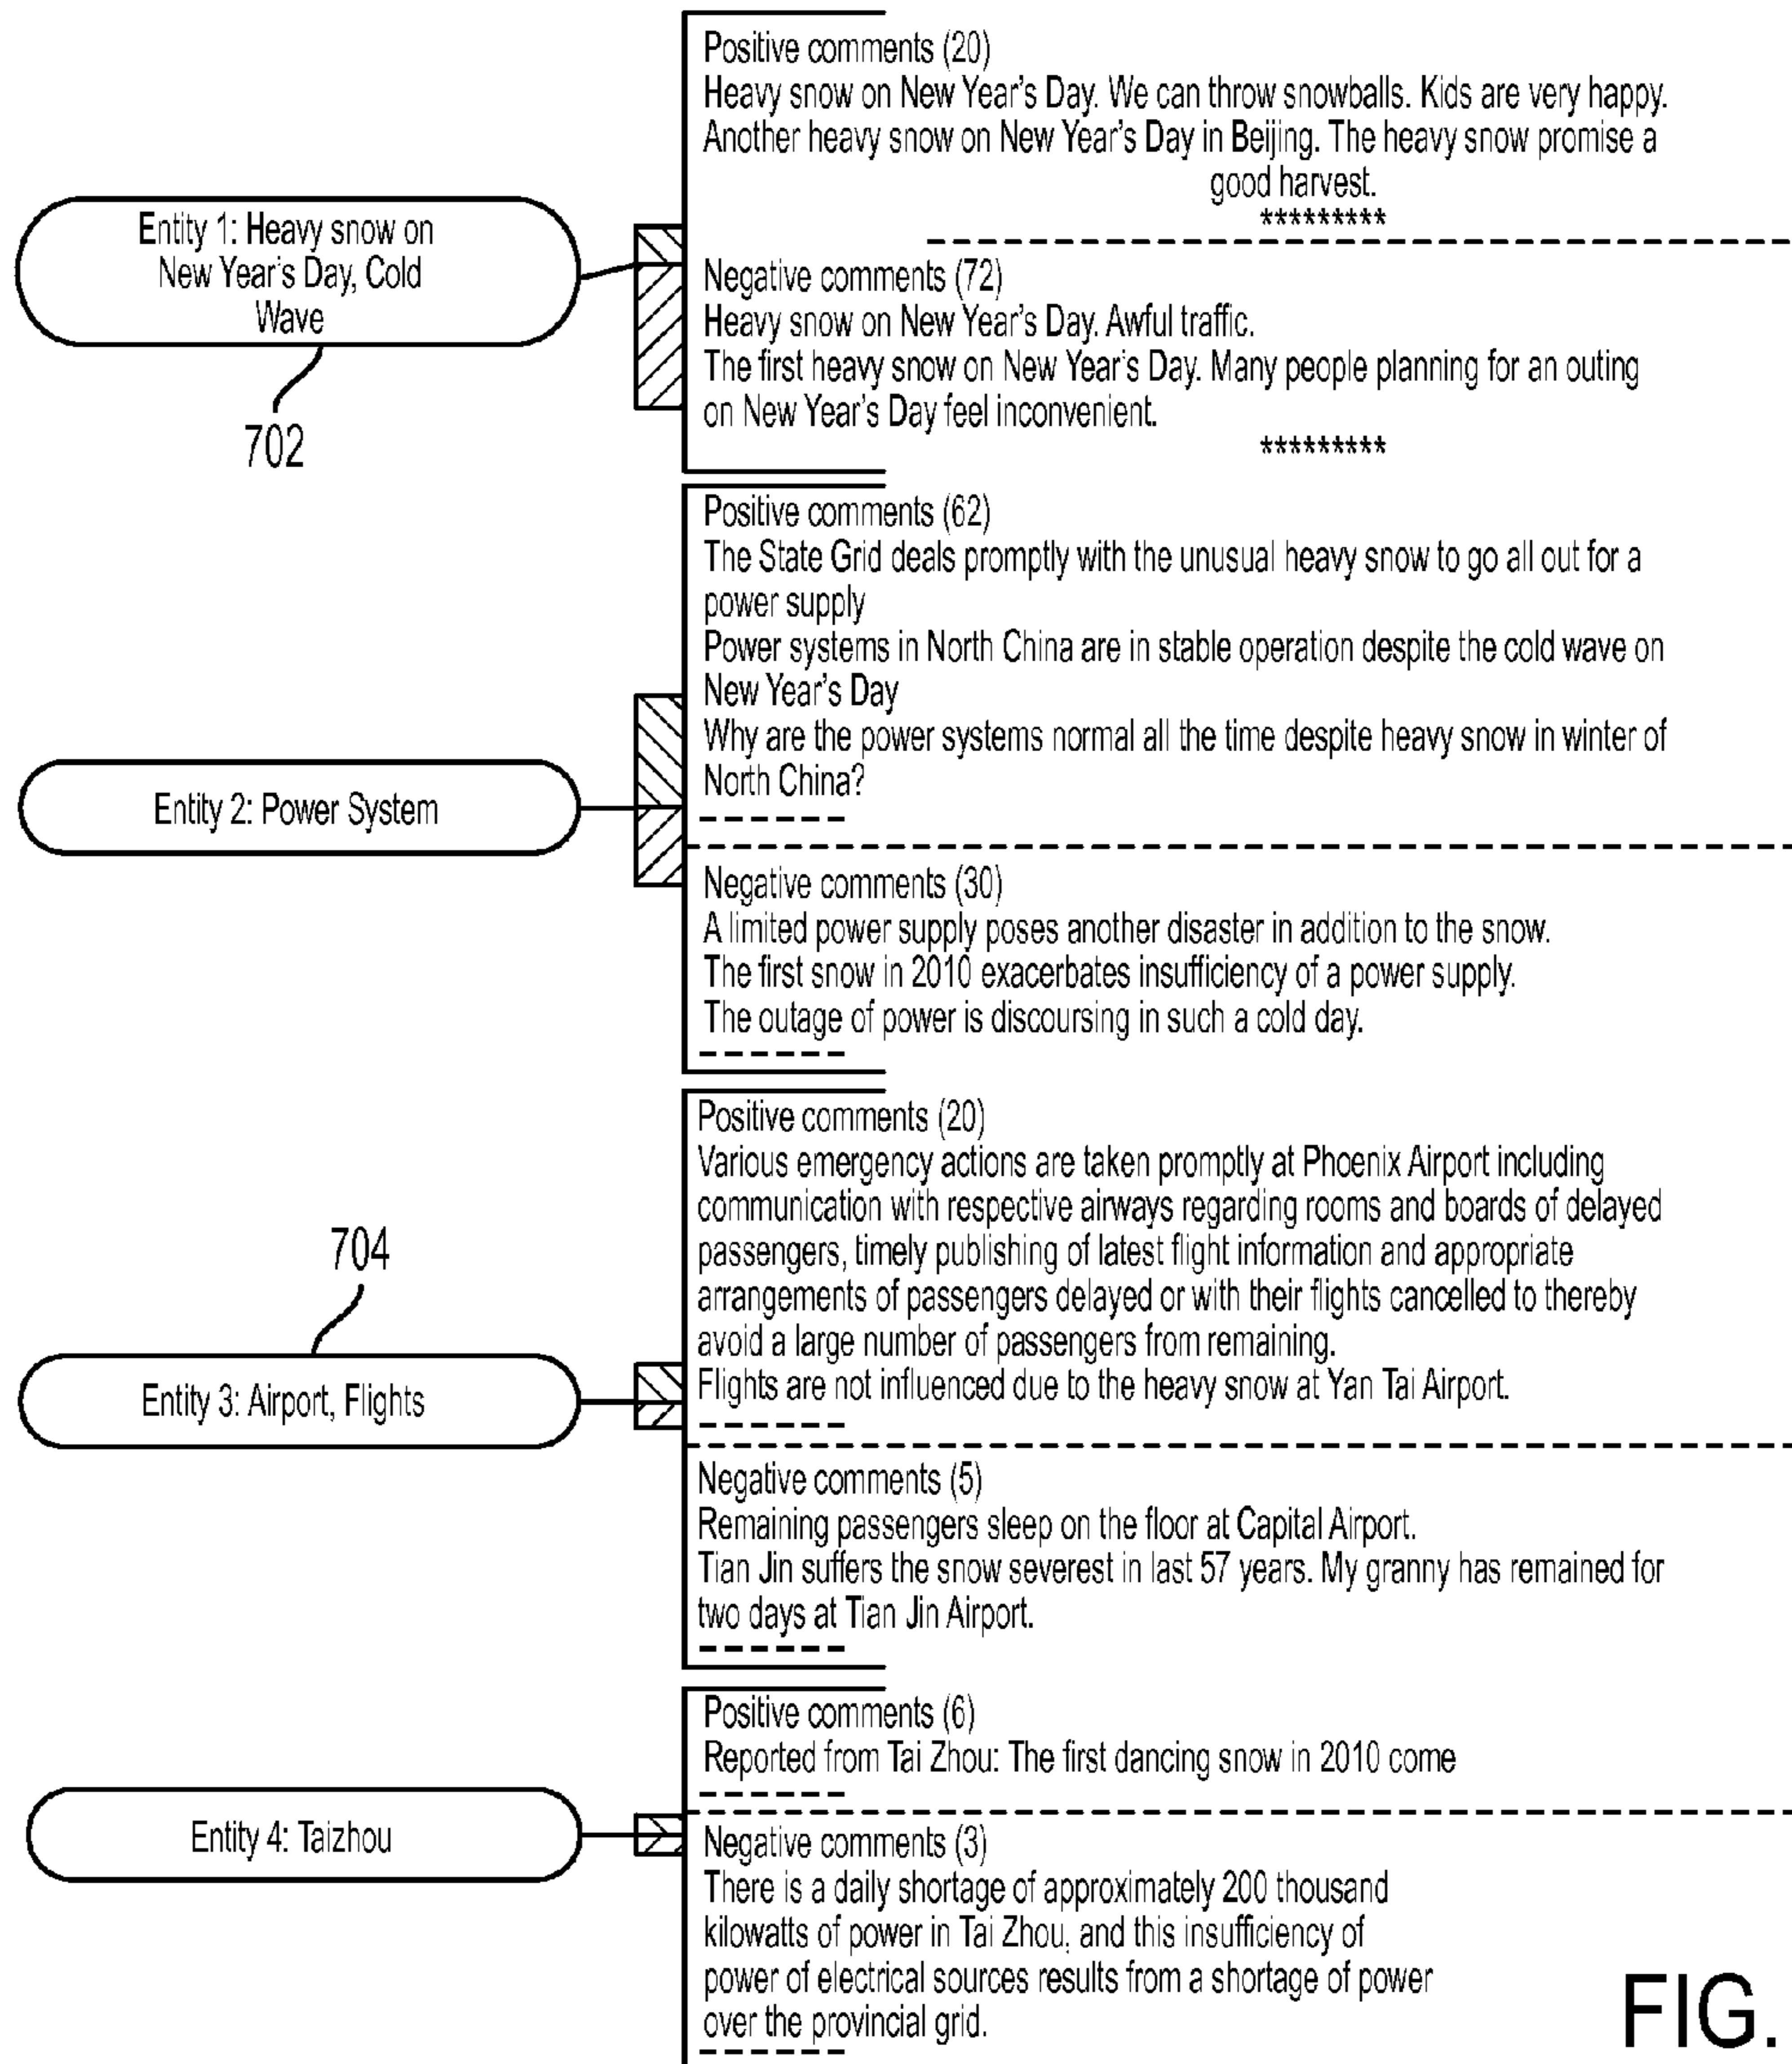 Positive comments (20)
Heavy snow on New Year's Day. We can throw snowballs. Kids are very happy.
Another heavy snow on New Year's Day in Beijing. The heavy snow promise a
good harvest.
*********
Entity 1: Heavy snow on
New Year's Day, Cold
Wave
702
Negative comments (72)
Heavy snow on New Year's Day. Awful traffic.
The first heavy snow on New Year's Day. Many people planning for an outing
on New Year's Day feel inconvenient.
*********
Positive comments (62)
The State Grid deals promptly with the unusual heavy snow to go all out for a
power supply
Power systems in North China are in stable operation despite the cold wave on
New Year's Day
Why are the power systems normal all the time despite heavy snow in winter of
North China?
Entity 2: Power System
Negative comments (30)
A limited power supply poses another disaster in addition to the snow.
The first snow in 2010 exacerbates insufficiency of a power supply.
The outage of power is discoursing in such a cold day.
Positive comments (20)
Various emergency actions are taken promptly at Phoenix Airport including
communication with respective airways regarding rooms and boards of delayed
passengers, timely publishing of latest flight information and appropriate
arrangements of passengers delayed or with their flights cancelled to thereby
avoid a large number of passengers from remaining.
Flights are not influenced due to the heavy snow at Yan Tai Airport.
704
Entity 3: Airport, Flights
Negative comments (5)
Remaining passengers sleep on the floor at Capital Airport.
Tian Jin suffers the snow severest in last 57 years. My granny has remained for
two days at Tian Jin Airport.
Positive comments (6)
Reported from Tai Zhou: The first dancing snow in 2010 come
Entity 4: Taizhou
Negative comments (3)
There is a daily shortage of approximately 200 thousand
kilowatts of power in Tai Zhou, and this insufficiency of
power of electrical sources results from a shortage of power
over the provincial grid.
FIG.